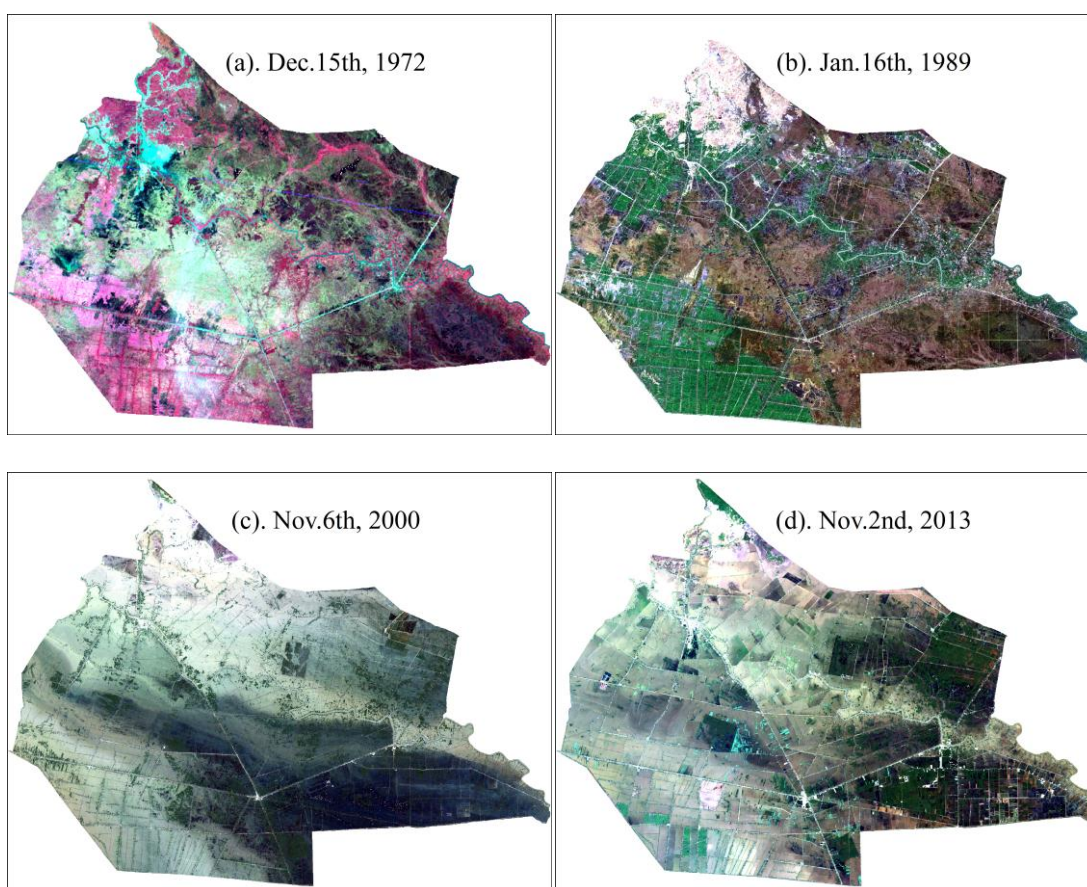 (a). Dec.15th, 1972
(b). Jan.16th, 1989
(c). Nov.6th, 2000
(d). Nov.2nd, 2013